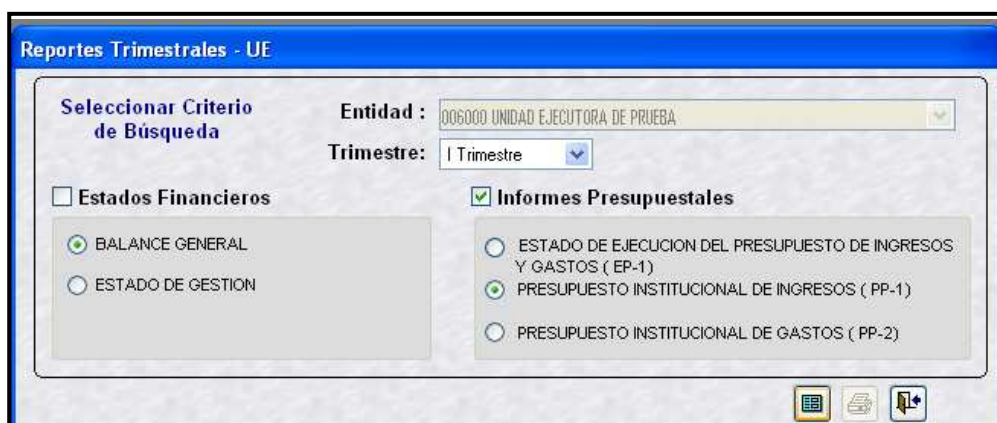 Reportes Trimestrales - UE
Seleccionar Criterio
de Búsqueda
Entidad :
006000 UNIDAD EJECUTORA DE PRUEBA
Trimestre:
I Trimestre
Estados Financieros
BALANCE GENERAL
ESTADO DE GESTION
Informes Presupuestales
ESTADO DE EJECUCION DEL PRESUPUESTO DE INGRESOS
Y GASTOS ( EP-1)
PRESUPUESTO INSTITUCIONAL DE INGRESOS ( PP-1)
PRESUPUESTO INSTITUCIONAL DE GASTOS ( PP-2)